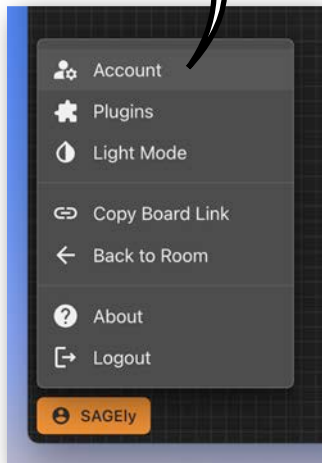 Account
Plugins
Light Mode
Copy Board Link
Back to Room
About
Logout
SAGEly